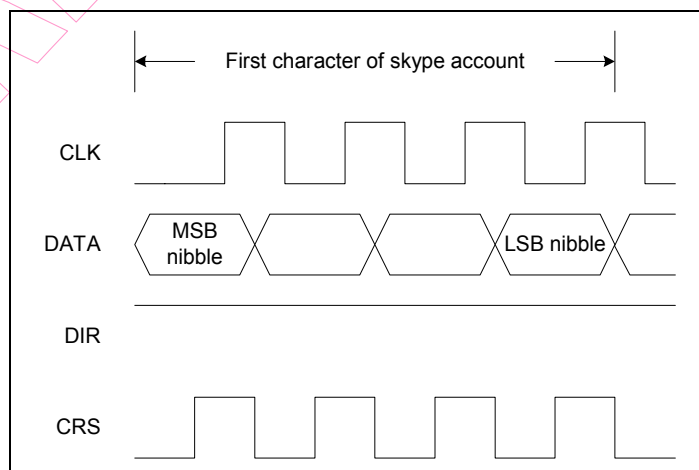 First character of skype account
CLK
DATA
MSB
nibble
LSB nibble
DIR
CRS